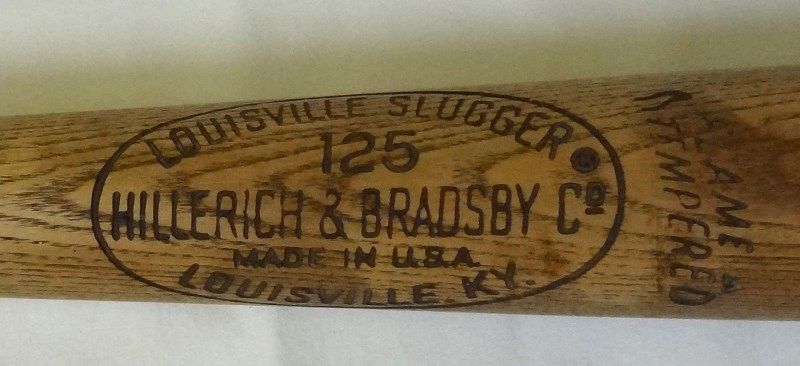 LOUISVILLE SLUGGER ®
125
HILLERICH & BRADSBY Cº
MADE IN U.S.A.
LOUISVILLE, KY.
FLAME
TEMPERED